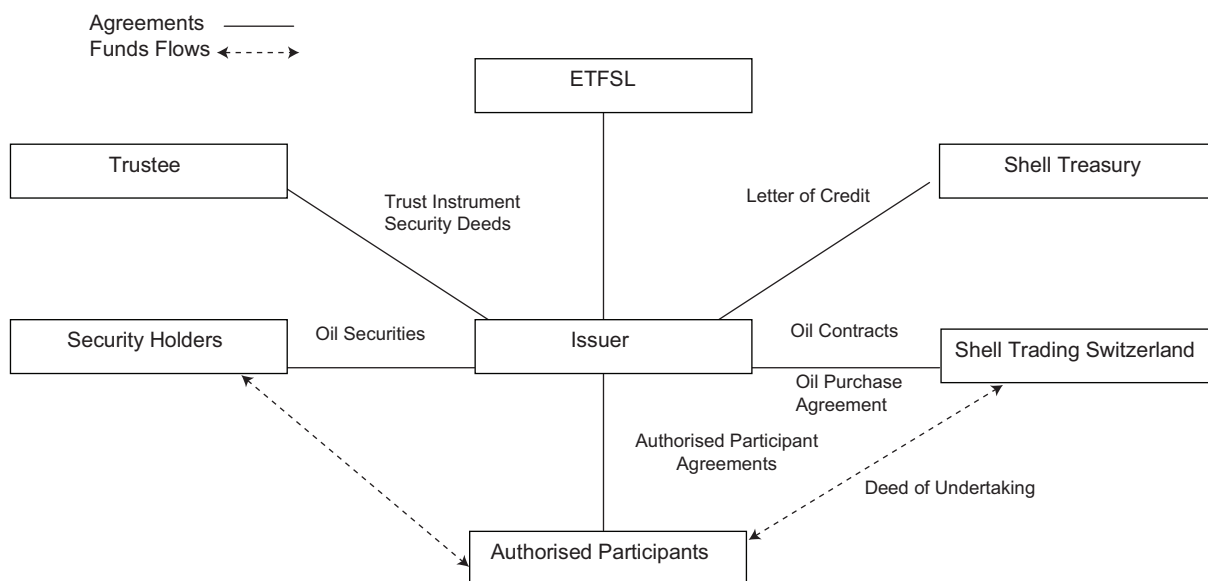 Agreements
Funds Flows
ETFSL
Trustee
Shell Treasury
Trust Instrument
Security Deeds
Letter of Credit
Security Holders
Oil Securities
Issuer
Oil Contracts
Shell Trading Switzerland
Oil Purchase
Agreement
Authorised Participant
Agreements
Deed of Undertaking
Authorised Participants